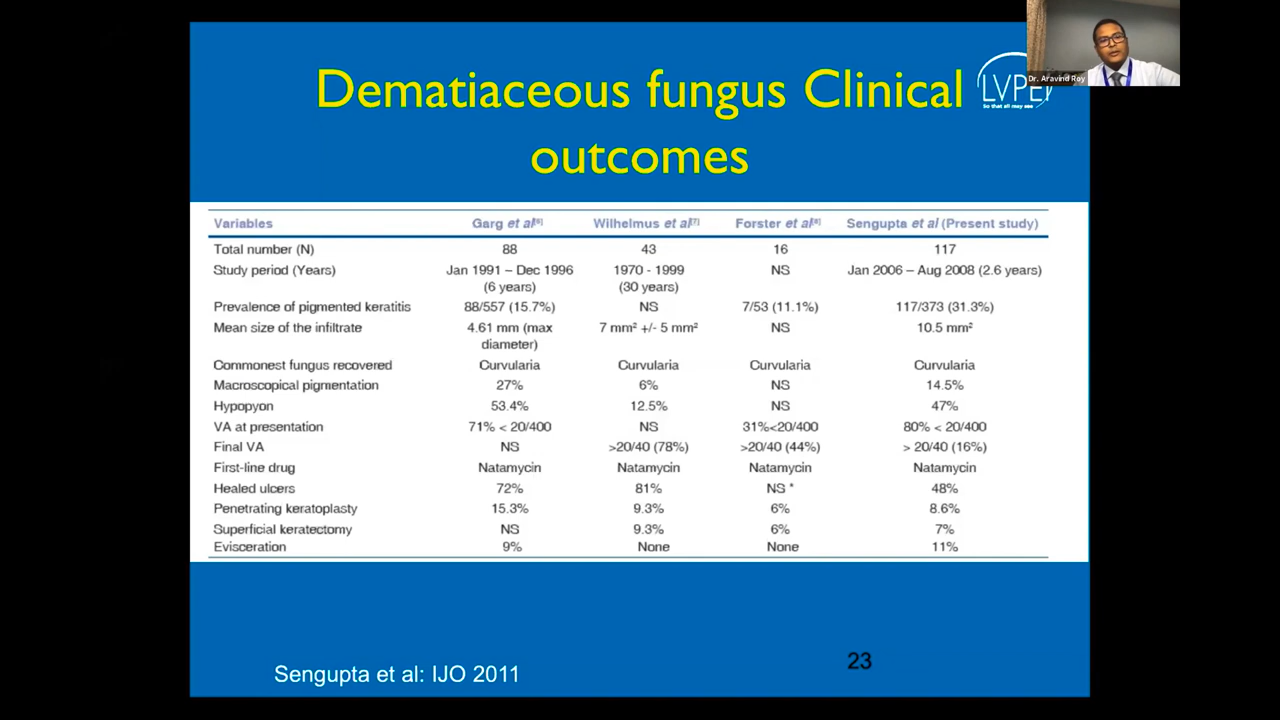 Dr. Aravind Roy
Dematiaceous fungus Clinical
outcomes
LVPEI
So that all may see
Variables Garg et al[6] Wilhelmus et al[7] Forster et al[8] Sengupta et al (Present study)
Total number (N) 88 43 16 117
Study period (Years) Jan 1991 – Dec 1996 1970 - 1999 NS Jan 2006 – Aug 2008 (2.6 years)
(6 years) (30 years)
Prevalence of pigmented keratitis 88/557 (15.7%) NS 7/53 (11.1%) 117/373 (31.3%)
Mean size of the infiltrate 4.61 mm (max 7 mm² +/- 5 mm² NS 10.5 mm²
diameter)
Commonest fungus recovered Curvularia Curvularia Curvularia Curvularia
Macroscopical pigmentation 27% 6% NS 14.5%
Hypopyon 53.4% 12.5% NS 47%
VA at presentation 71% < 20/400 NS 31%<20/400 80% < 20/400
Final VA NS >20/40 (78%) >20/40 (44%) > 20/40 (16%)
First-line drug Natamycin Natamycin Natamycin Natamycin
Healed ulcers 72% 81% NS * 48%
Penetrating keratoplasty 15.3% 9.3% 6% 8.6%
Superficial keratectomy NS 9.3% 6% 7%
Evisceration 9% None None 11%
Sengupta et al: IJO 2011
23